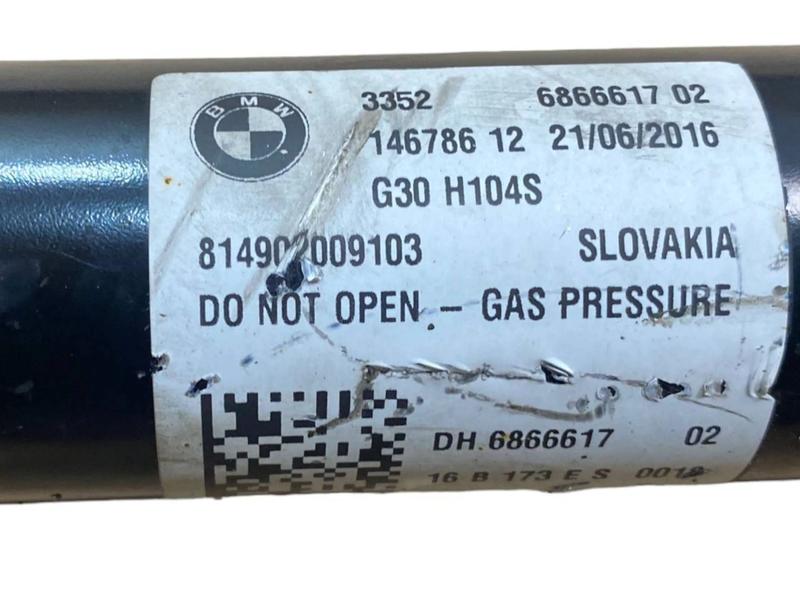 BMW
3352 6866617 02
146786 12 21/06/2016
G30 H104S
SLOVAKIA
DO NOT OPEN - GAS PRESSURE
DH 6866617 02
16 B 173 E S